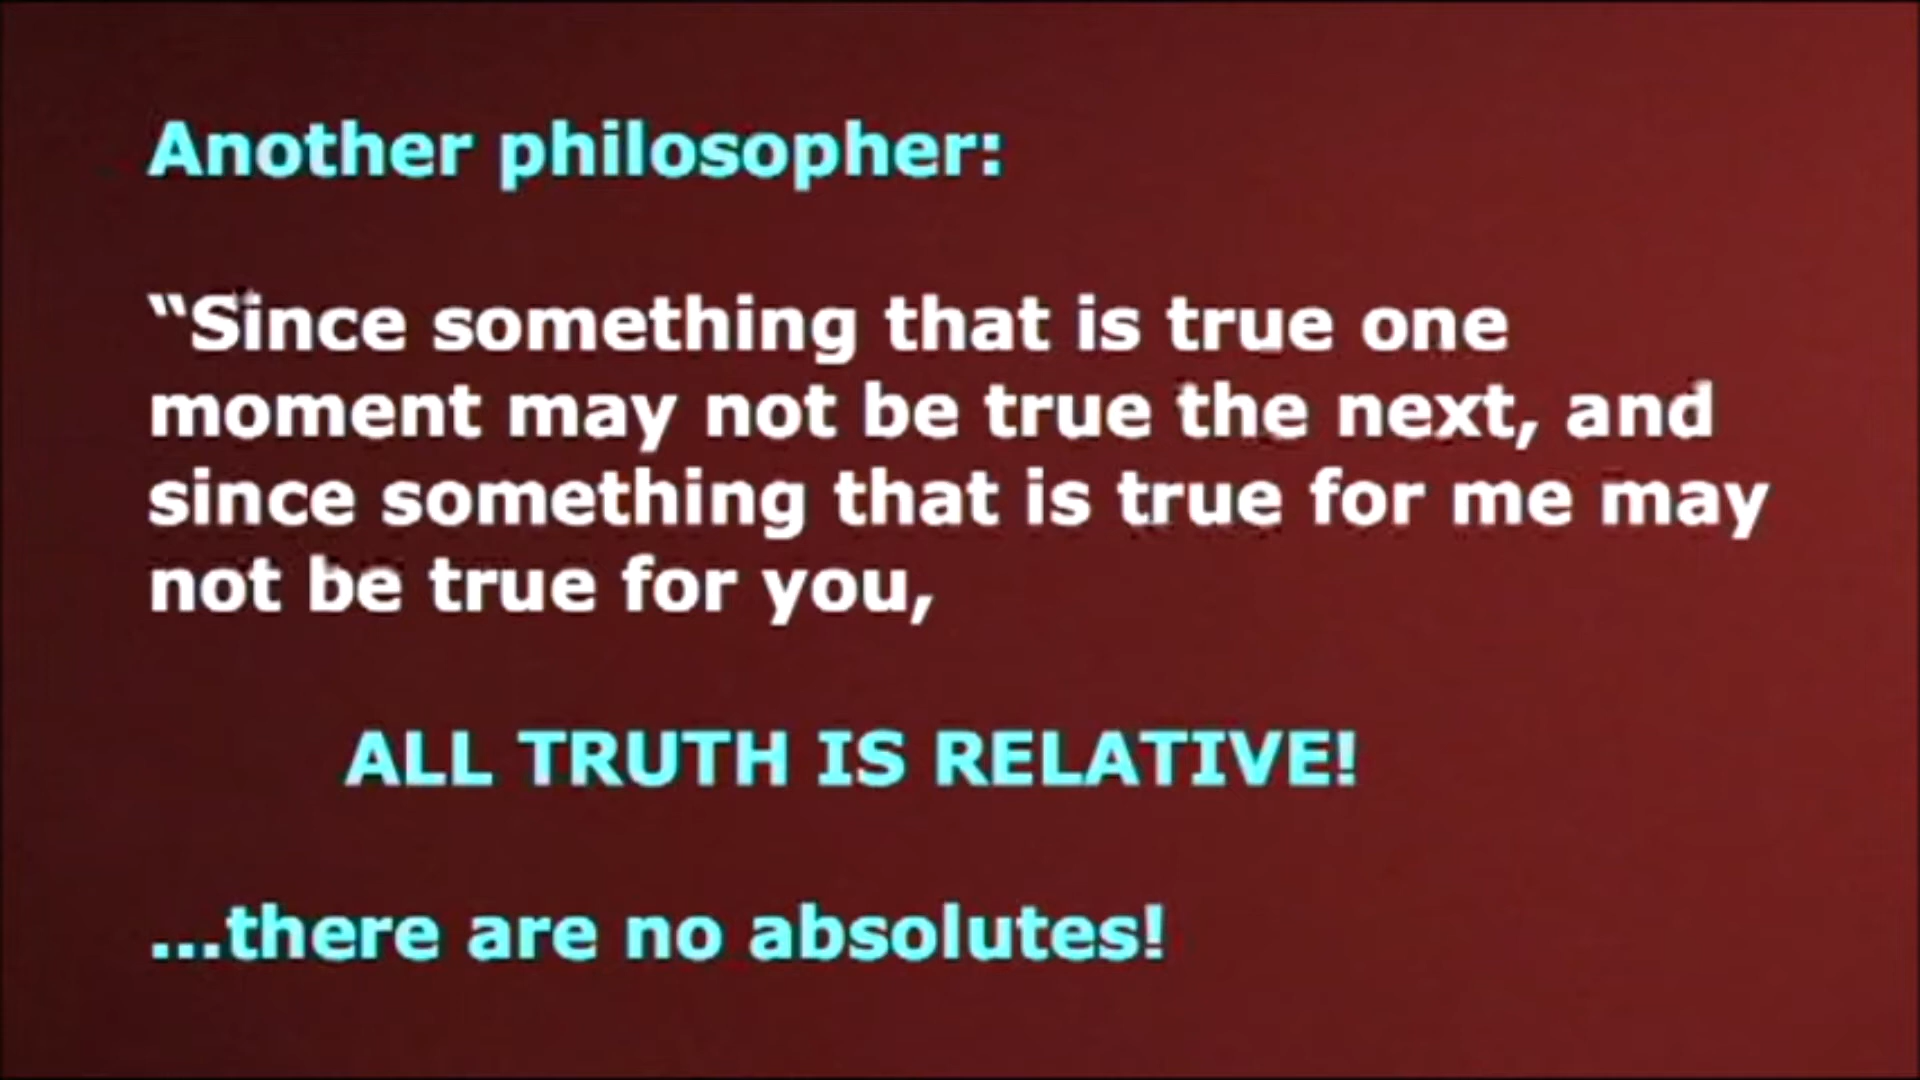 Another philosopher:
“Since something that is true one
moment may not be true the next, and
since something that is true for me may
not be true for you,
ALL TRUTH IS RELATIVE!
...there are no absolutes!